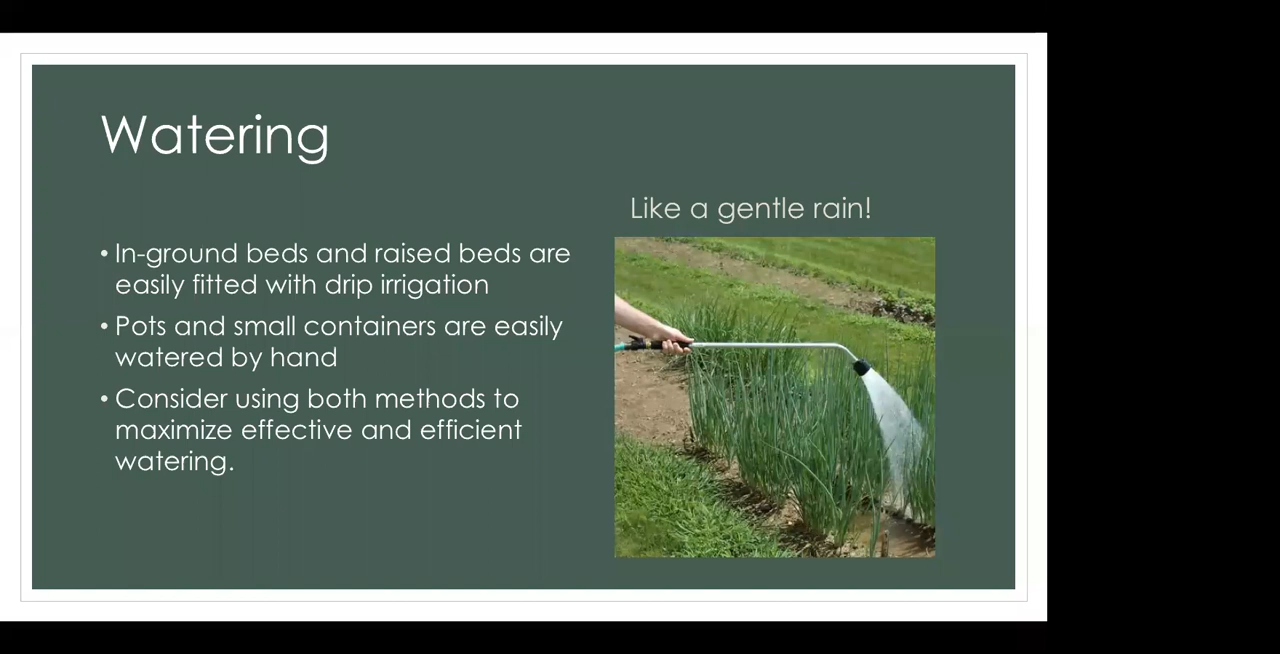 Watering
• In-ground beds and raised beds are
easily fitted with drip irrigation
• Pots and small containers are easily
watered by hand
• Consider using both methods to
maximize effective and efficient
watering.
Like a gentle rain!